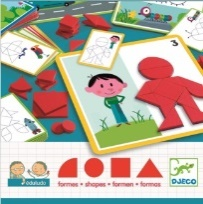 3
eduludo
formes • shapes • formen • formas
DJECO